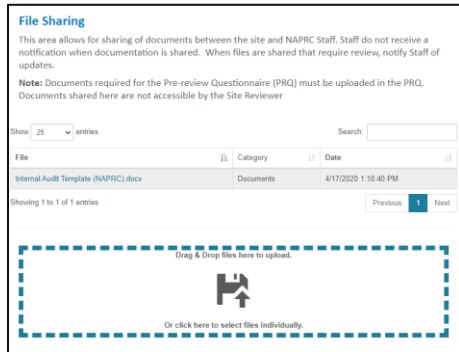 File Sharing
This area allows for sharing of documents between the site and NAPRC Staff. Staff do not receive a
notification when documentation is shared.  When files are shared that require review, notify Staff of
updates.
Note: Documents required for the Pre-review Questionnaire (PRQ) must be uploaded in the PRQ.
Documents shared here are not accessible by the Site Reviewer
Show 25 entries Search:
File Category Date
Internal Audit Template (NAPRC).docx Documents 4/17/2020 1:10:40 PM
Showing 1 to 1 of 1 entries Previous 1 Next
Drag & Drop files here to upload.
Or click here to select files individually.